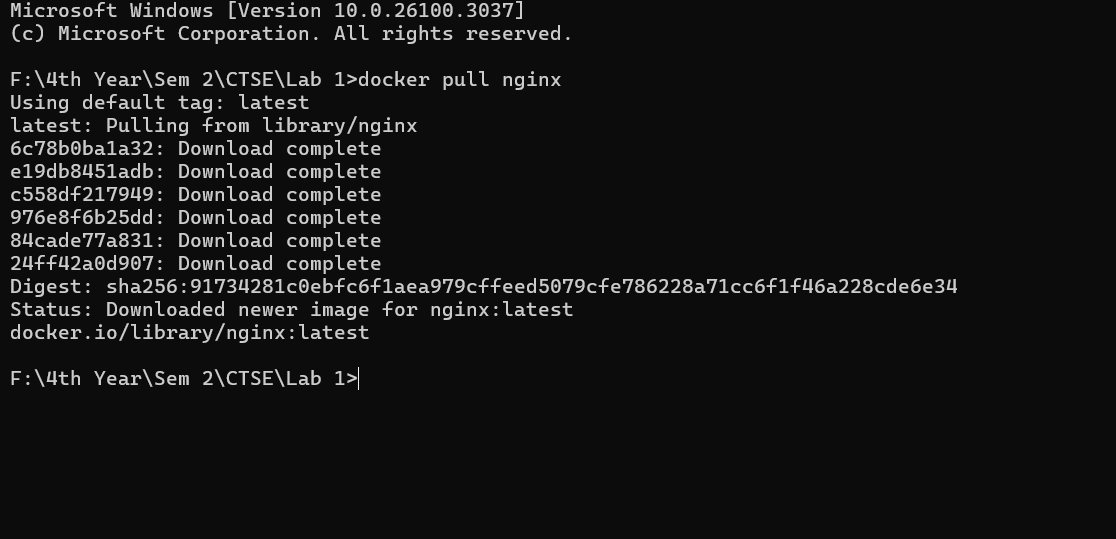 Microsoft Windows [Version 10.0.26100.3037]
(c) Microsoft Corporation. All rights reserved.
F:\4th Year\Sem 2\CTSE\Lab 1>docker pull nginx
Using default tag: latest
latest: Pulling from library/nginx
6c78b0ba1a32: Download complete
e19db8451adb: Download complete
c558df217949: Download complete
976e8f6b25dd: Download complete
84cade77a831: Download complete
24ff42a0d907: Download complete
Digest: sha256:91734281c0ebfc6f1aea979cffeed5079cfe786228a71cc6f1f46a228cde6e34
Status: Downloaded newer image for nginx:latest
docker.io/library/nginx:latest
F:\4th Year\Sem 2\CTSE\Lab 1>